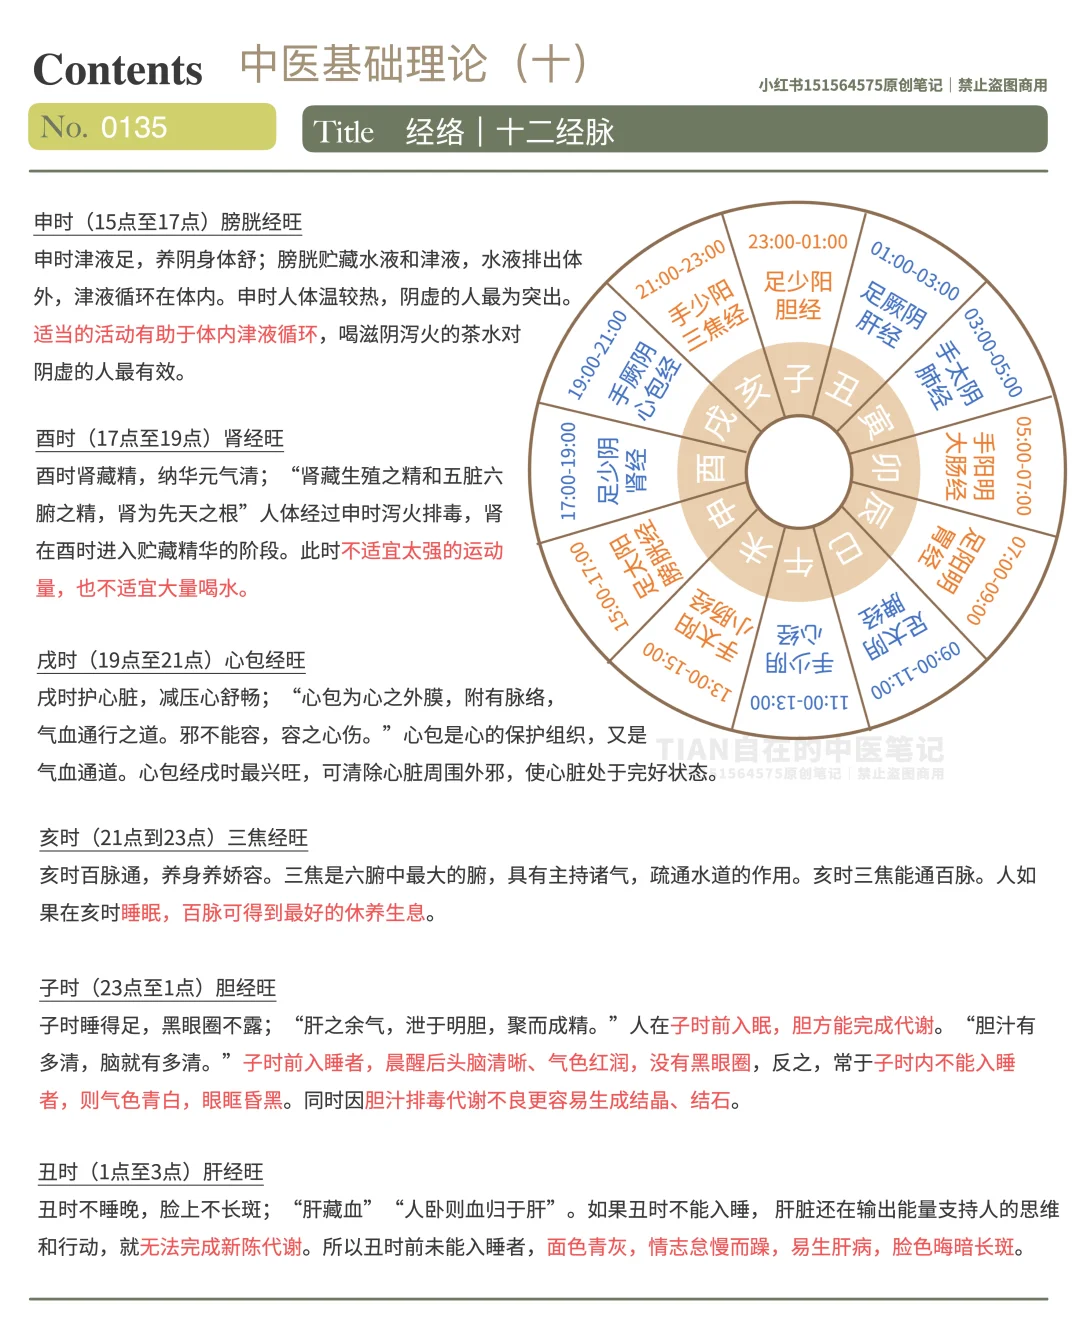 Contents 中医基础理论（十）
小红书151564575原创笔记｜禁止盗图商用
No. 0135
Title 经络｜十二经脉
申时（15点至17点）膀胱经旺
申时津液足，养阴身体舒；膀胱贮藏水液和津液，水液排出体
外，津液循环在体内。申时人体温较热，阴虚的人最为突出。
适当的活动有助于体内津液循环，喝滋阴泻火的茶水对
阴虚的人最有效。
酉时（17点至19点）肾经旺
酉时肾藏精，纳华元气清；“肾藏生殖之精和五脏六
腑之精，肾为先天之根”人体经过申时泻火排毒，肾
在酉时进入贮藏精华的阶段。此时不适宜太强的运动
量，也不适宜大量喝水。
戌时（19点至21点）心包经旺
戌时护心脏，减压心舒畅；“心包为心之外膜，附有脉络，
气血通行之道。邪不能容，容之心伤。”心包是心的保护组织，又是
气血通道。心包经戌时最兴旺，可清除心脏周围外邪，使心脏处于完好状态。
23:00-01:00
足少阳
胆经
子
01:00-03:00
足厥阴
肝经
丑
03:00-05:00
手太阴
肺经
寅
05:00-07:00
手阳明
大肠经
卯
07:00-09:00
足阳明
胃经
辰
09:00-11:00
足太阴
脾经
巳
11:00-13:00
手少阴
心经
午
13:00-15:00
手太阳
小肠经
未
15:00-17:00
足太阳
膀胱经
申
17:00-19:00
足少阴
肾经
酉
19:00-21:00
手厥阴
心包经
戌
21:00-23:00
手少阳
三焦经
亥
TIAN自在的中医笔记
151564575原创笔记｜禁止盗图商用
亥时（21点到23点）三焦经旺
亥时百脉通，养身养娇容。三焦是六腑中最大的腑，具有主持诸气，疏通水道的作用。亥时三焦能通百脉。人如
果在亥时睡眠，百脉可得到最好的休养生息。
子时（23点至1点）胆经旺
子时睡得足，黑眼圈不露；“肝之余气，泄于明胆，聚而成精。”人在子时前入眠，胆方能完成代谢。“胆汁有
多清，脑就有多清。”子时前入睡者，晨醒后头脑清晰、气色红润，没有黑眼圈，反之，常于子时内不能入睡
者，则气色青白，眼眶昏黑。同时因胆汁排毒代谢不良更容易生成结晶、结石。
丑时（1点至3点）肝经旺
丑时不睡晚，脸上不长斑；“肝藏血”“人卧则血归于肝”。如果丑时不能入睡， 肝脏还在输出能量支持人的思维
和行动，就无法完成新陈代谢。所以丑时前未能入睡者，面色青灰，情志怠慢而躁，易生肝病，脸色晦暗长斑。